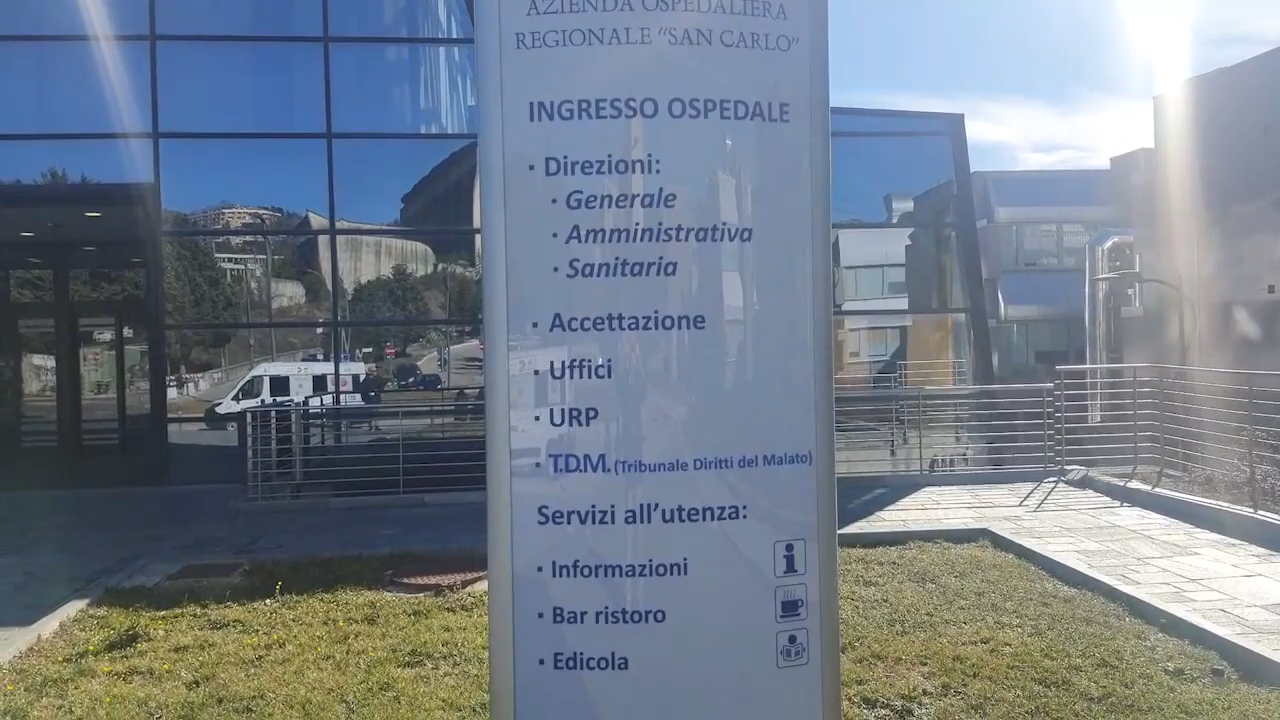 AZIENDA OSPEDALIERA
REGIONALE “SAN CARLO”
INGRESSO OSPEDALE
· Direzioni:
· Generale
· Amministrativa
· Sanitaria
· Accettazione
· Uffici
· URP
· T.D.M. (Tribunale Diritti del Malato)
Servizi all’utenza:
· Informazioni
· Bar ristoro
· Edicola